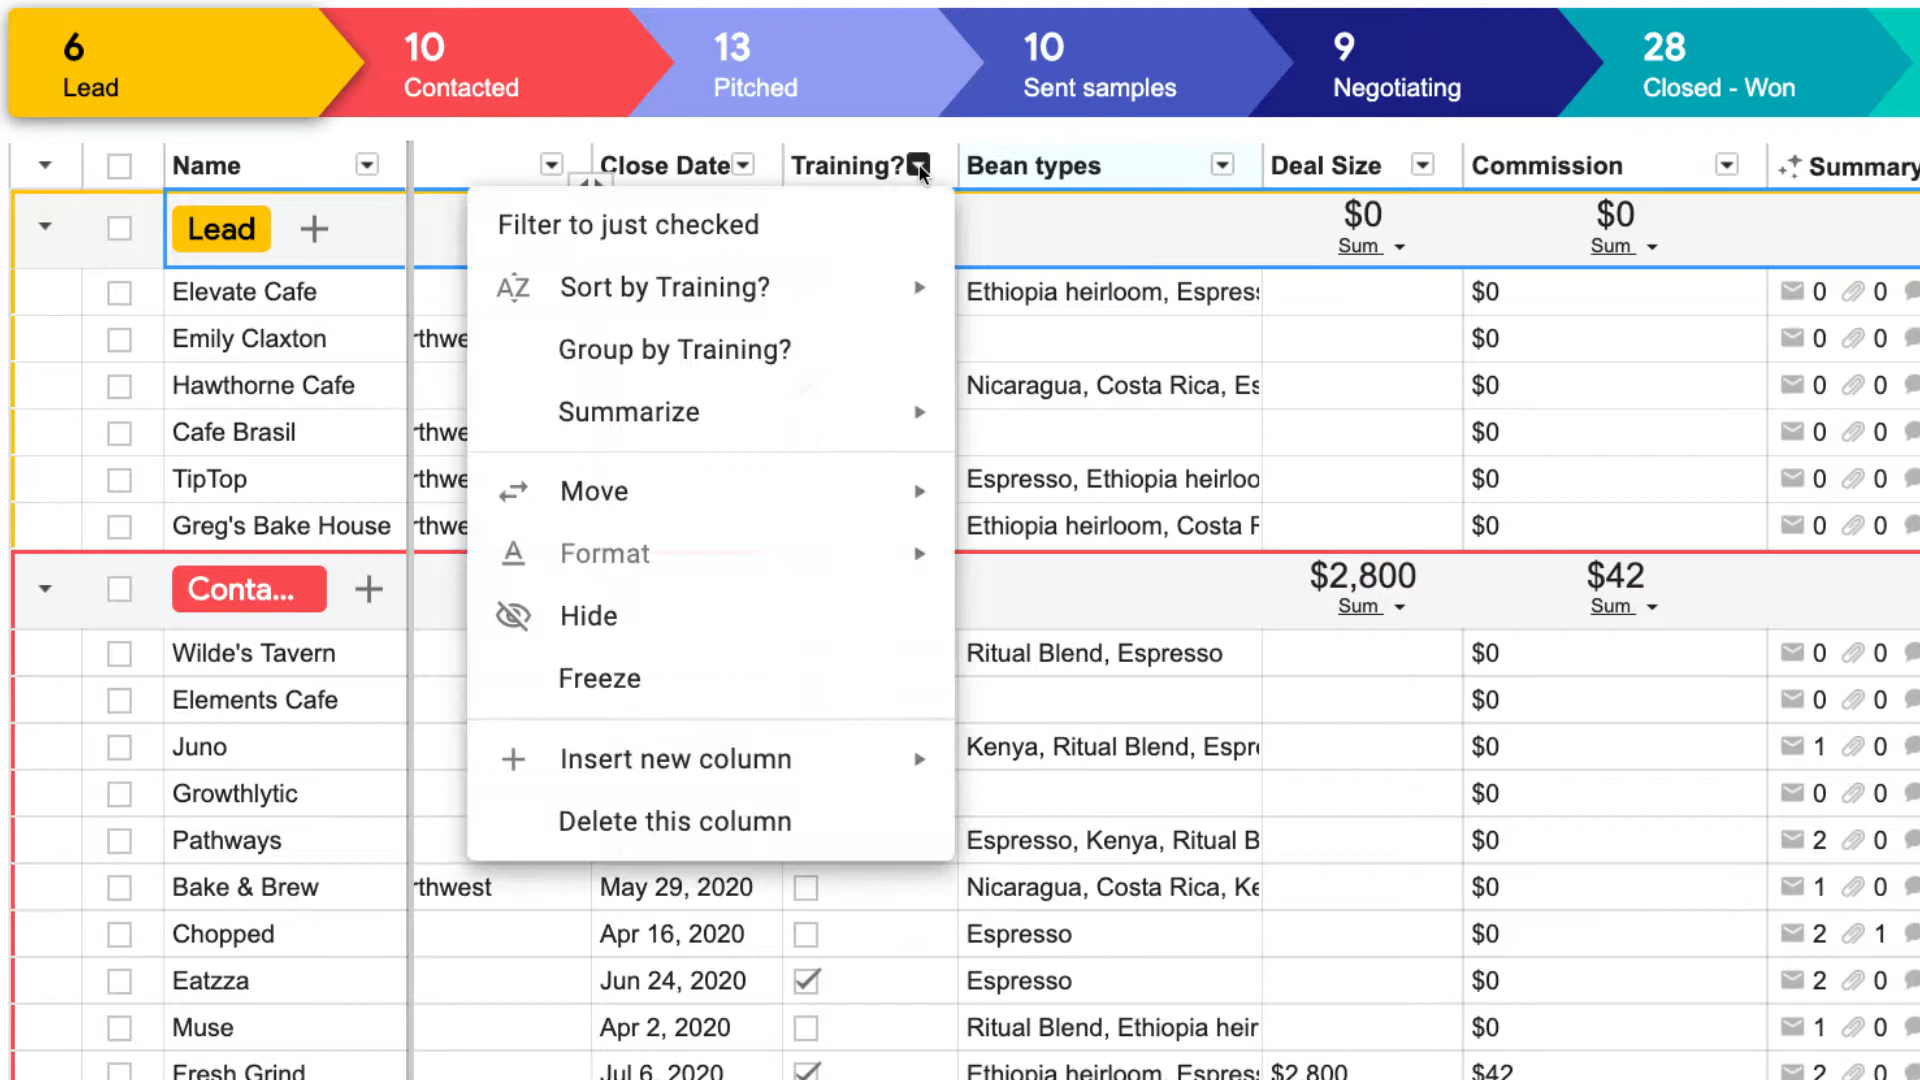 6
Lead
10
Contacted
13
Pitched
10
Sent samples
9
Negotiating
28
Closed - Won
Name Close Date Training? Bean types Deal Size Commission Summary
Lead + $0 $0
Sum Sum
Filter to just checked
Sort by Training?
Group by Training?
Summarize
Move
Format
Hide
Freeze
Insert new column
Delete this column
Elevate Cafe Ethiopia heirloom, Espres $0 0 0
Emily Claxton rthwe $0 0 0
Hawthorne Cafe Nicaragua, Costa Rica, Es $0 0 0
Cafe Brasil rthwe $0 0 0
TipTop rthwe Espresso, Ethiopia heirloo $0 0 0
Greg's Bake House rthwe Ethiopia heirloom, Costa $0 0 0
Conta... + $2,800 $42
Sum Sum
Wilde's Tavern Ritual Blend, Espresso $0 0 0
Elements Cafe $0 0 0
Juno Kenya, Ritual Blend, Espr $0 1 0
Growthlytic $0 0 0
Pathways Espresso, Kenya, Ritual B $0 2 0
Bake & Brew rthwest May 29, 2020 Nicaragua, Costa Rica, Ke $0 1 0
Chopped Apr 16, 2020 Espresso $0 2 1
Eatzza Jun 24, 2020 Espresso $0 2 0
Muse Apr 2, 2020 Ritual Blend, Ethiopia heir $0 1 0
Fresh Grind Jul 6, 2020 Ethiopia heirloom, Espres $2,800 $42 2 0